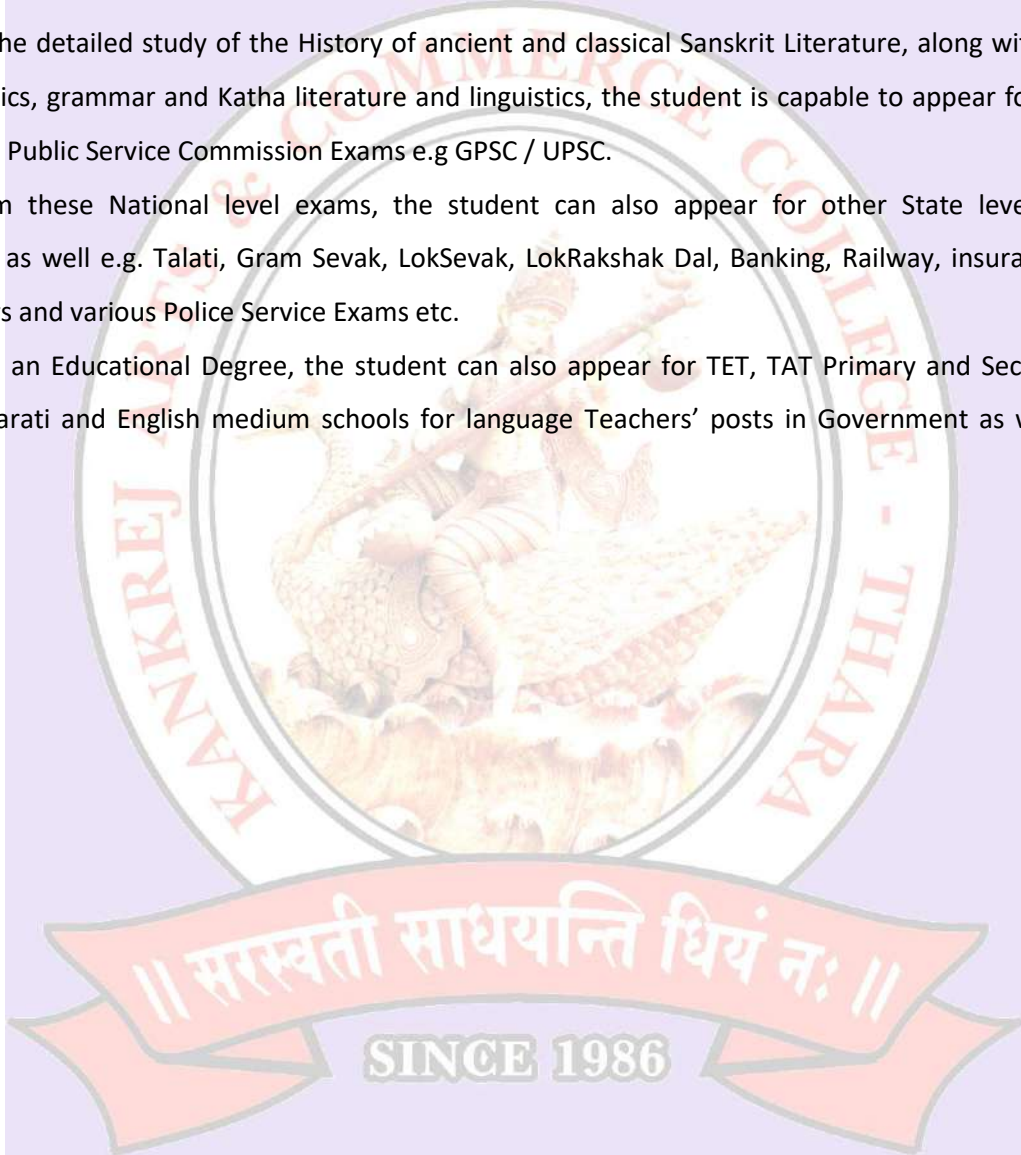 he detailed study of the History of ancient and classical Sanskrit Literature, along wit
ics, grammar and Katha literature and linguistics, the student is capable to appear fo
Public Service Commission Exams e.g GPSC / UPSC.
m these National level exams, the student can also appear for other State leve
as well e.g. Talati, Gram Sevak, LokSevak, LokRakshak Dal, Banking, Railway, insura
s and various Police Service Exams etc.
an Educational Degree, the student can also appear for TET, TAT Primary and Sec
arati and English medium schools for language Teachers’ posts in Government as w
KANKREJ ARTS & COMMERCE COLLEGE - THARA
|| सरस्वती साधयन्ति धियं नः ||
SINCE 1986